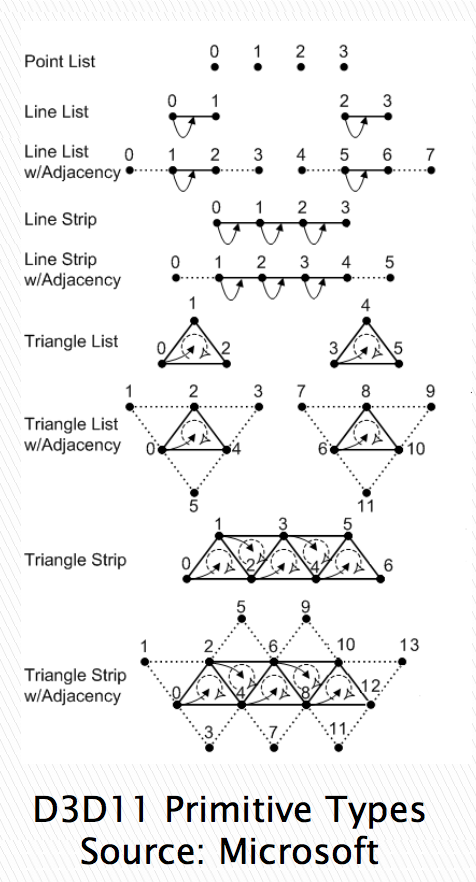 Point List
0 1 2 3
Line List
0 1 2 3
Line List
w/Adjacency
0 1 2 3 4 5 6 7
Line Strip
0 1 2 3
Line Strip
w/Adjacency
0 1 2 3 4 5
Triangle List
1 4
0 2 3 5
Triangle List
w/Adjacency
1 2 3 7 8 9
0 4 6 10
5 11
Triangle Strip
1 3 5
0 2 4 6
Triangle Strip
w/Adjacency
5 9
1 2 6 10 13
0 4 8 12
3 7 11
D3D11 Primitive Types
Source: Microsoft